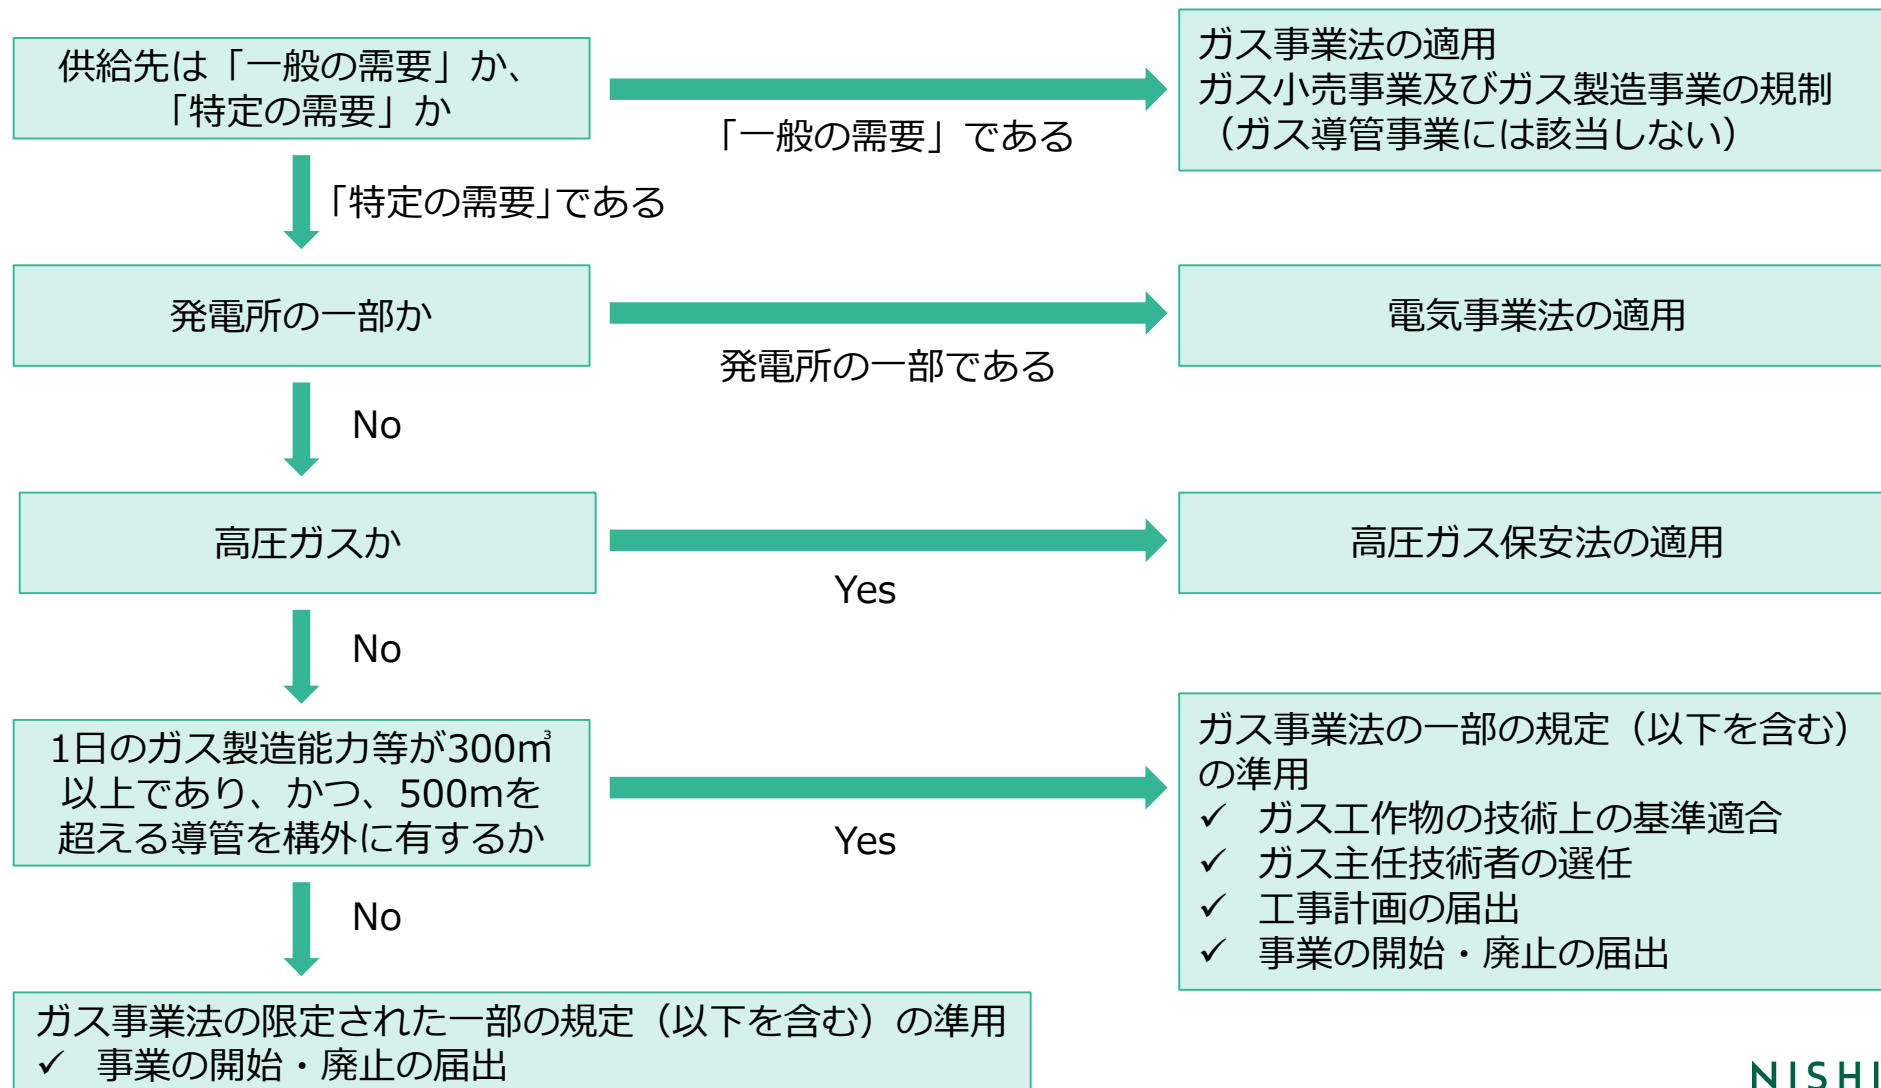 供給先は「一般の需要」か、
「特定の需要」か
「一般の需要」である
ガス事業法の適用
ガス小売事業及びガス製造事業の規制
（ガス導管事業には該当しない）
「特定の需要」である
発電所の一部か
発電所の一部である
電気事業法の適用
No
高圧ガスか
Yes
高圧ガス保安法の適用
No
1日のガス製造能力等が300㎥
以上であり、かつ、500mを
超える導管を構外に有するか
Yes
ガス事業法の一部の規定（以下を含む）
の準用
✓ ガス工作物の技術上の基準適合
✓ ガス主任技術者の選任
✓ 工事計画の届出
✓ 事業の開始・廃止の届出
No
ガス事業法の限定された一部の規定（以下を含む）の準用
✓ 事業の開始・廃止の届出
NISHI